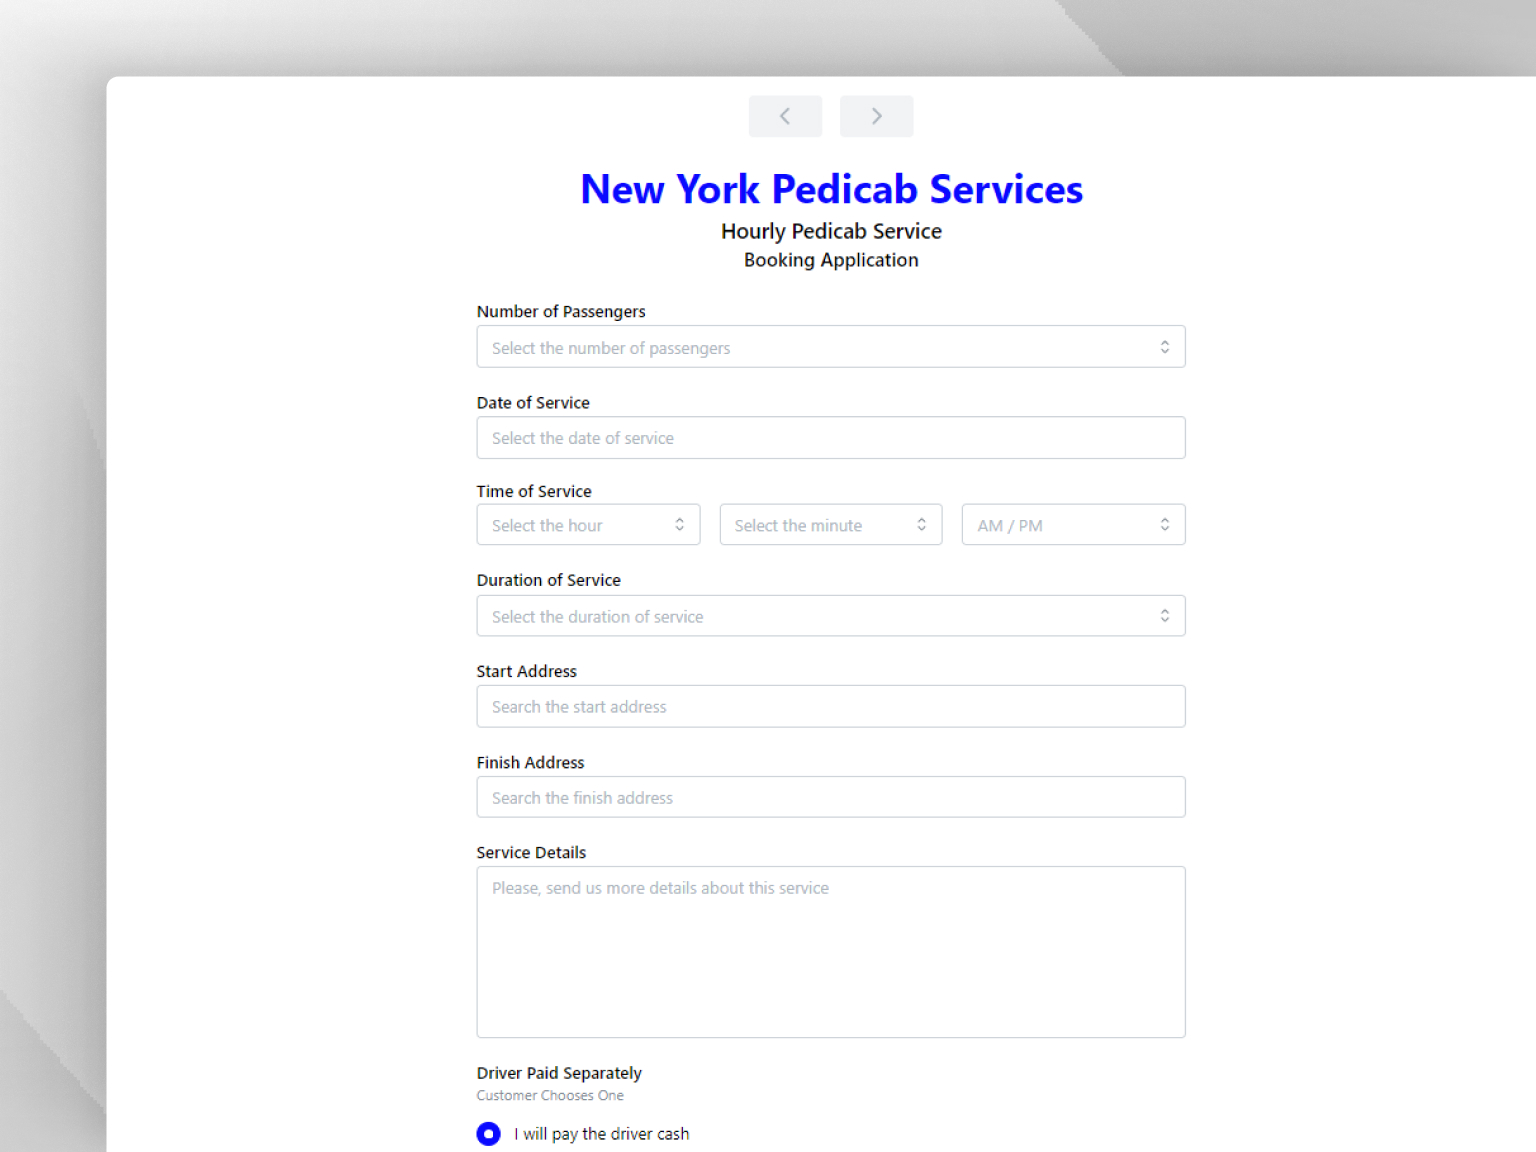 New York Pedicab Services
Hourly Pedicab Service
Booking Application
Number of Passengers
Select the number of passengers
Date of Service
Select the date of service
Time of Service
Select the hour
Select the minute
AM / PM
Duration of Service
Select the duration of service
Start Address
Search the start address
Finish Address
Search the finish address
Service Details
Please, send us more details about this service
Driver Paid Separately
Customer Chooses One
I will pay the driver cash